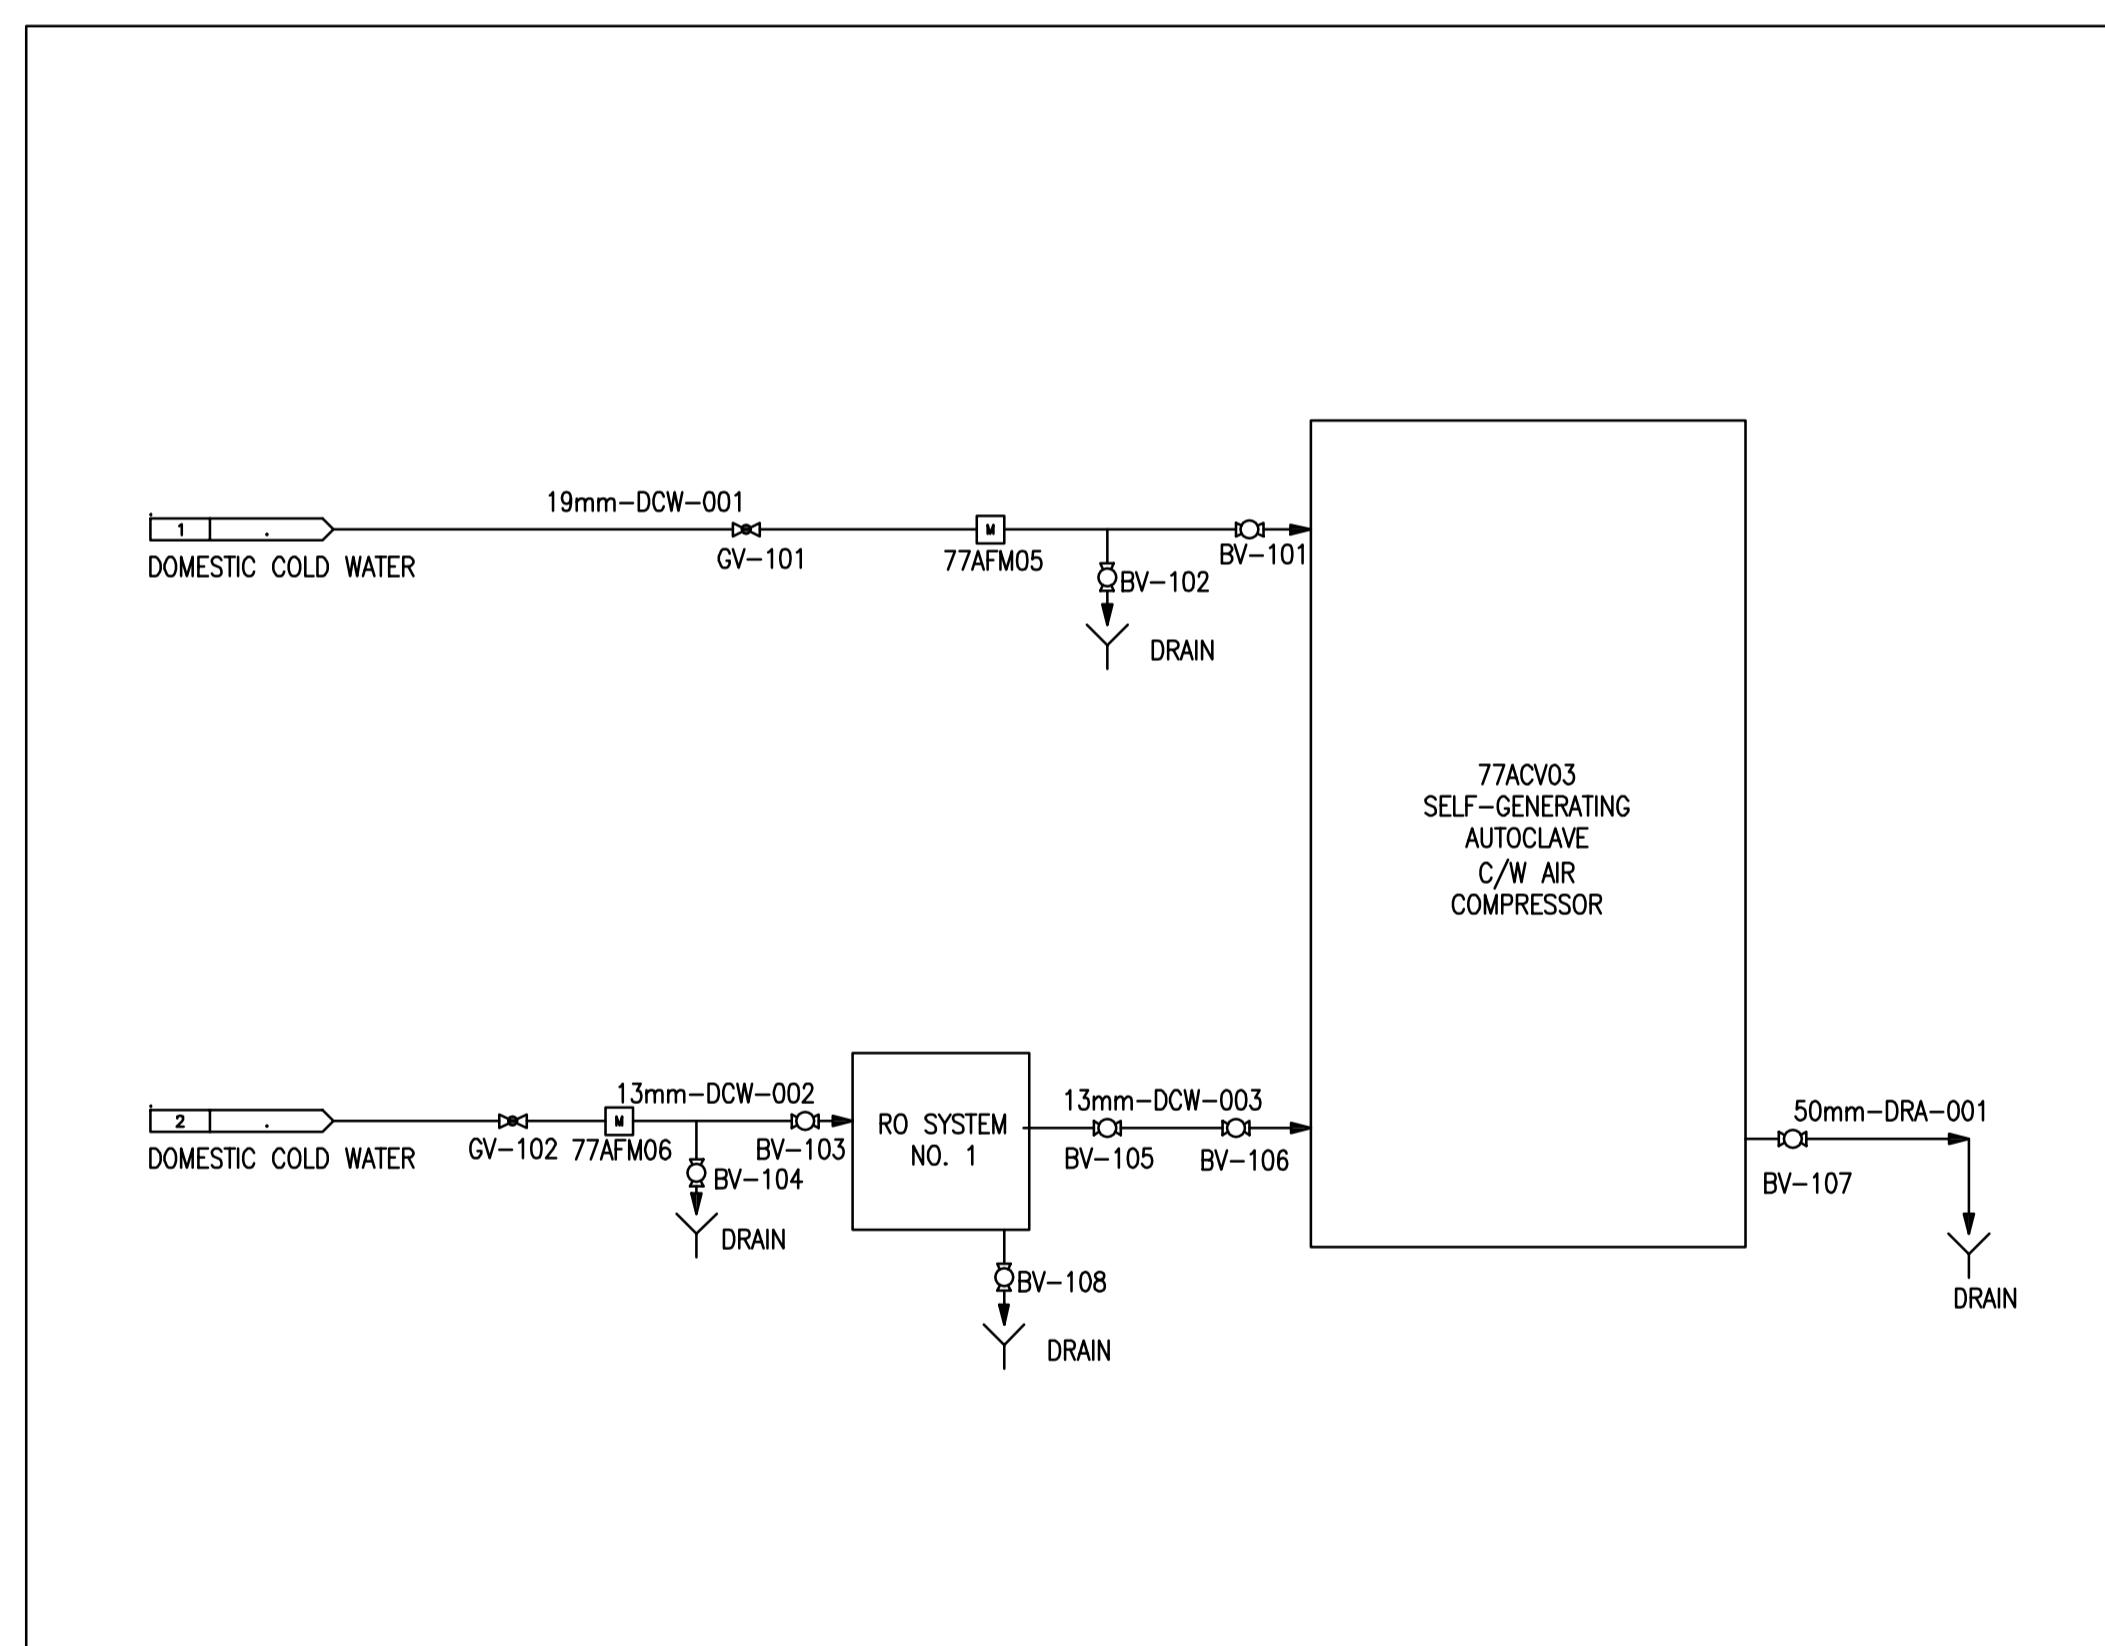 19mm-DCW-001
1
DOMESTIC COLD WATER
GV-101
M
77AFM05
BV-101
BV-102
DRAIN
77ACV03
SELF-GENERATING
AUTOCLAVE
C/W AIR
COMPRESSOR
2
DOMESTIC COLD WATER
GV-102
M
77AFM06
13mm-DCW-002
BV-103
BV-104
DRAIN
RO SYSTEM
NO. 1
13mm-DCW-003
BV-105
BV-106
BV-108
DRAIN
50mm-DRA-001
BV-107
DRAIN